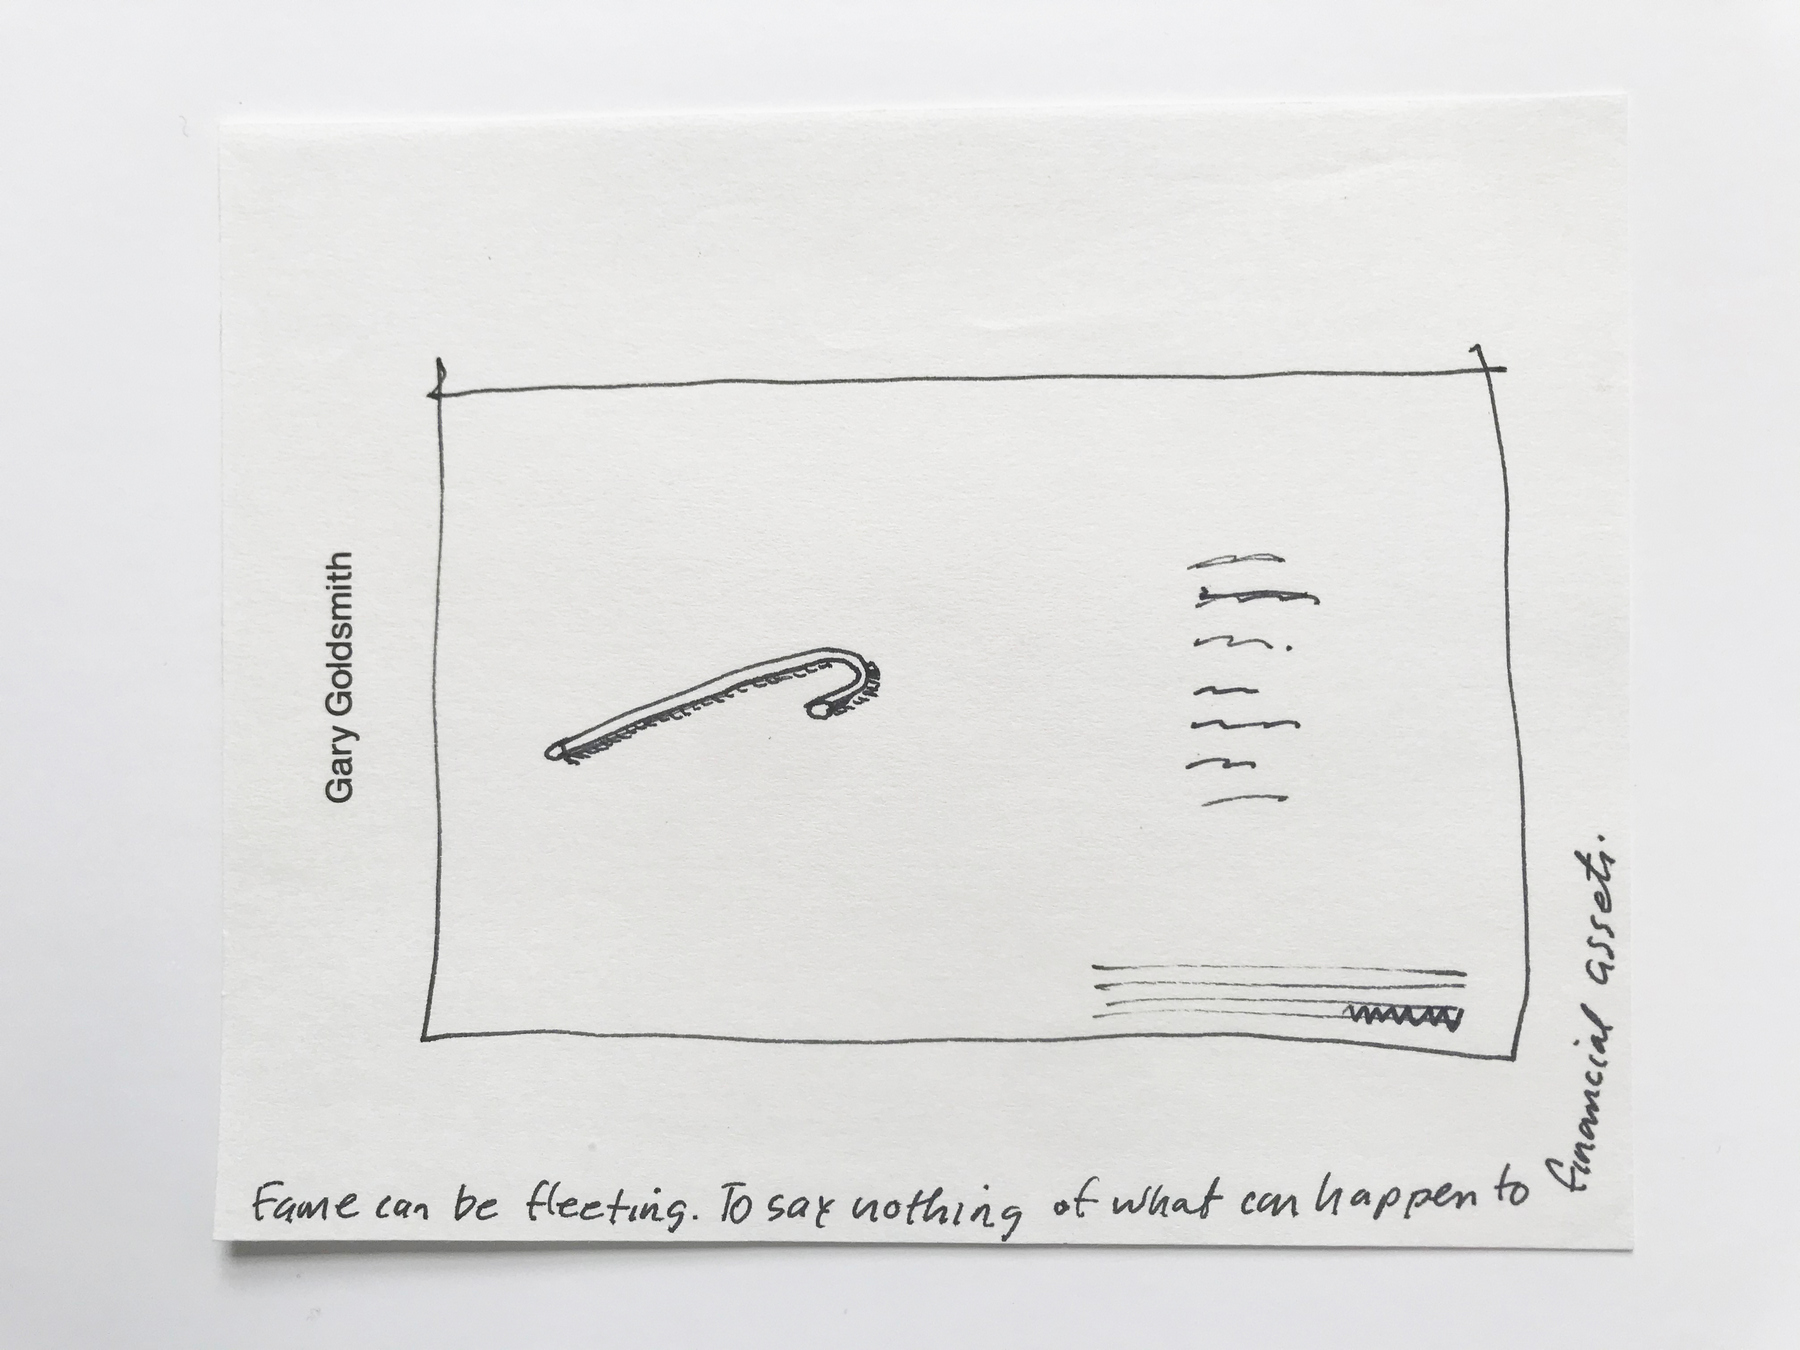 Gary Goldsmith
Fame can be fleeting. To say nothing of what can happen to
financial assets.